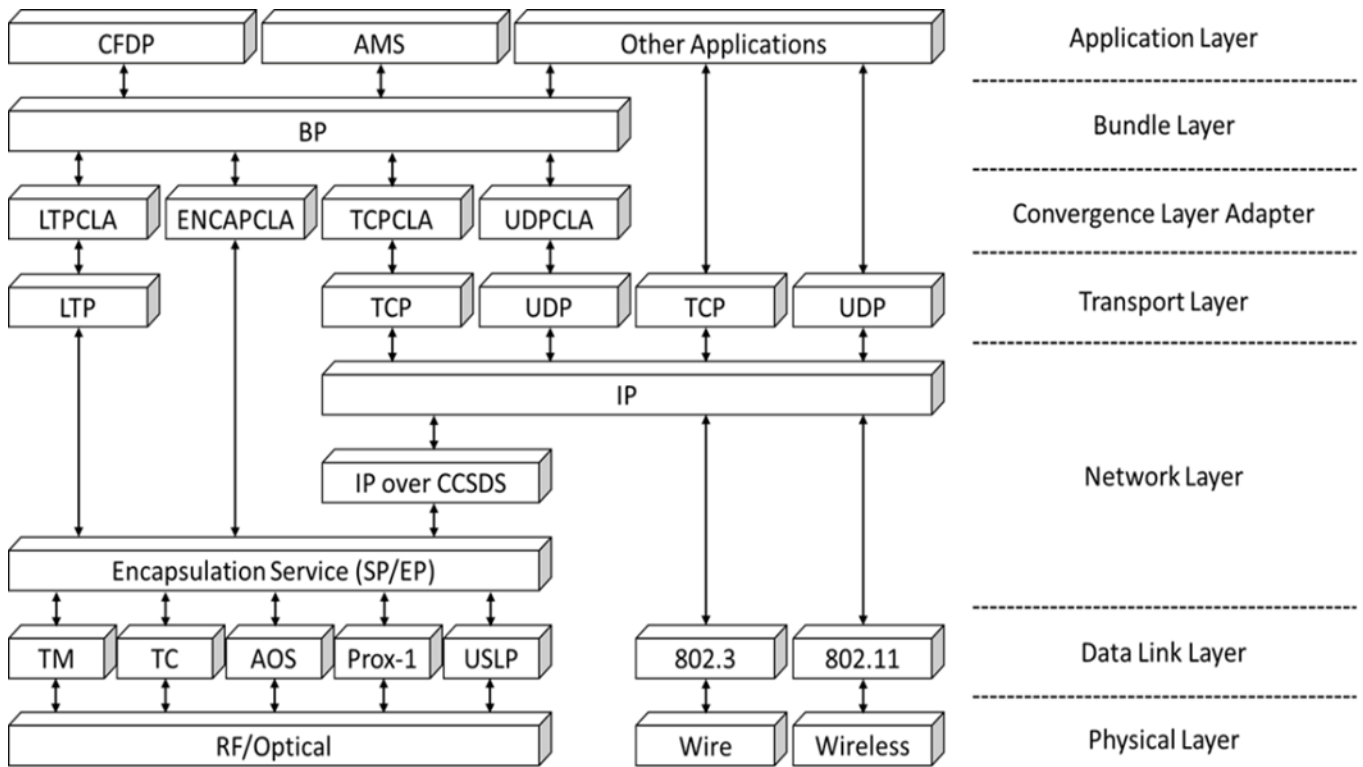 CFDP
AMS
Other Applications
Application Layer
BP
Bundle Layer
LTPCLA
ENCAPCLA
TCPCLA
UDPCLA
Convergence Layer Adapter
LTP
TCP
UDP
TCP
UDP
Transport Layer
IP
IP over CCSDS
Network Layer
Encapsulation Service (SP/EP)
TM
TC
AOS
Prox-1
USLP
802.3
802.11
Data Link Layer
RF/Optical
Wire
Wireless
Physical Layer